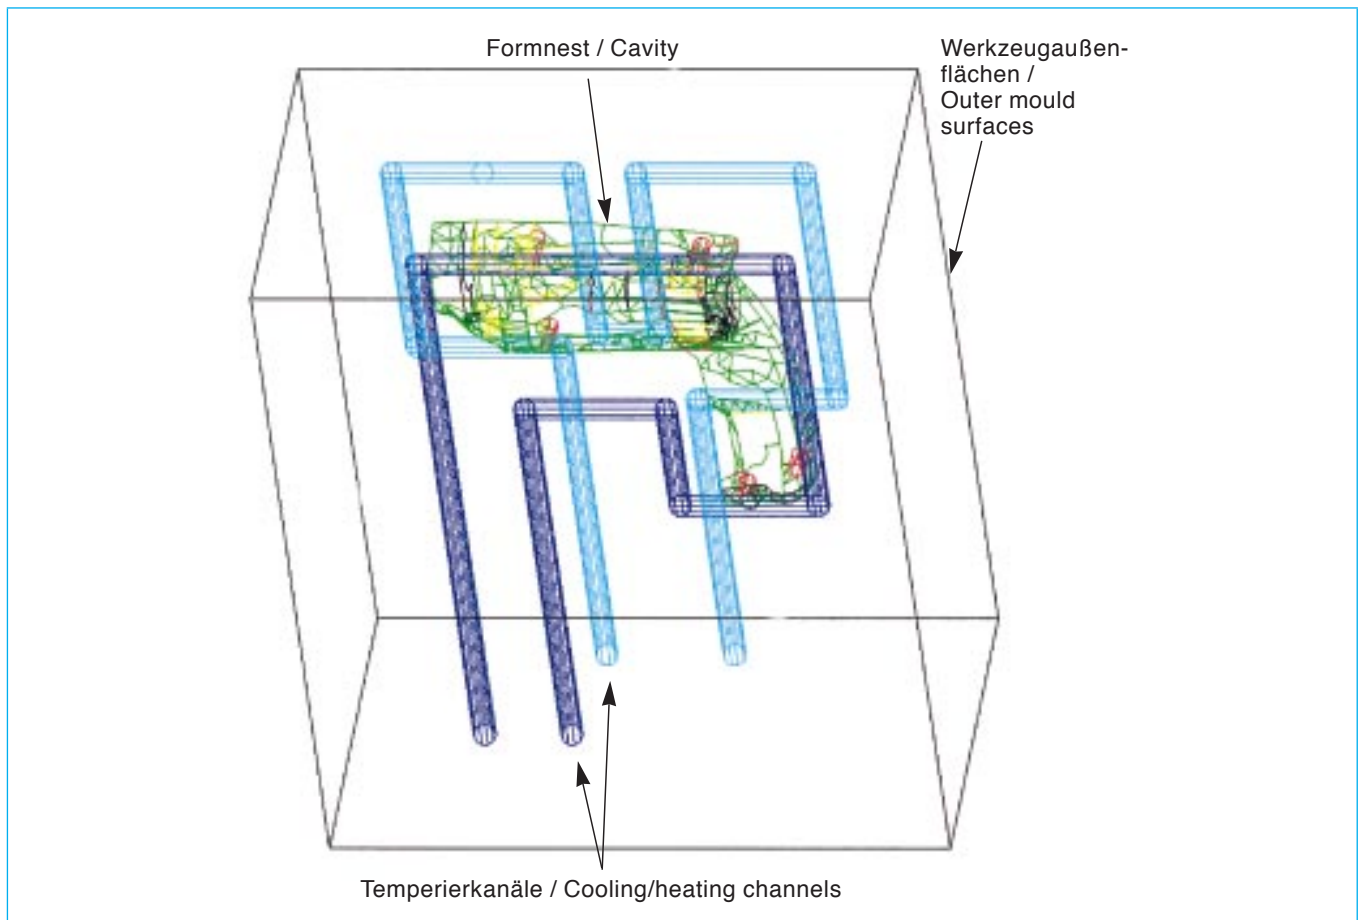 Formnest / Cavity
Werkzeugaußen-
flächen /
Outer mould
surfaces
Temperierkanäle / Cooling/heating channels